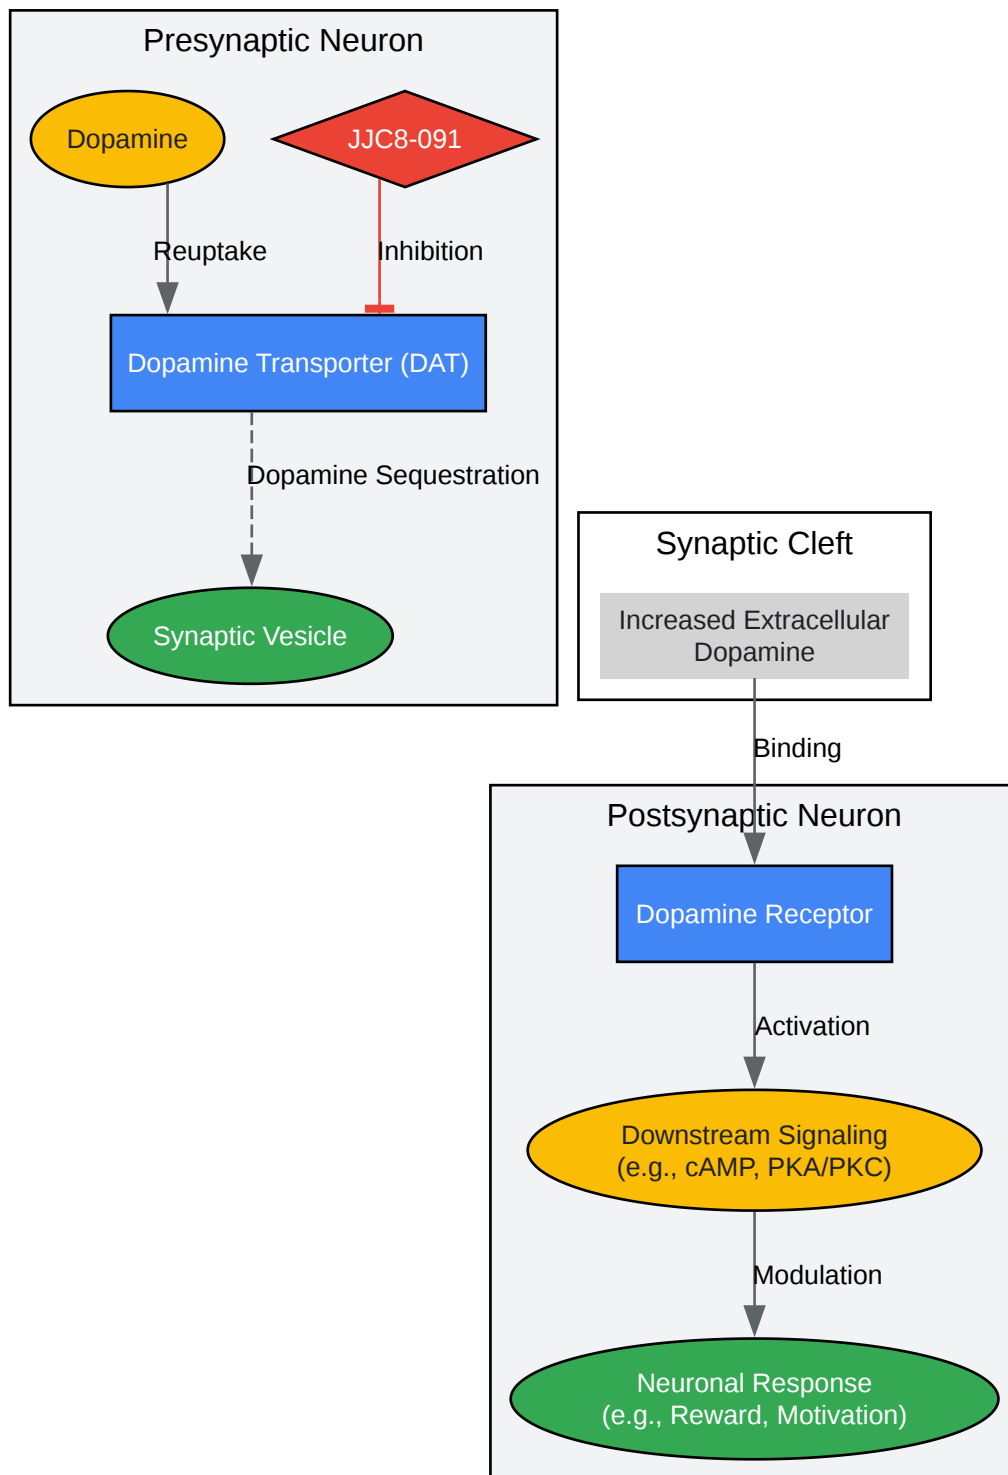 Presynaptic Neuron
Dopamine
JJC8-091
Reuptake
Inhibition
Dopamine Transporter (DAT)
Dopamine Sequestration
Synaptic Vesicle
Synaptic Cleft
Increased Extracellular
Dopamine
Binding
Postsynaptic Neuron
Dopamine Receptor
Activation
Downstream Signaling
(e.g., cAMP, PKA/PKC)
Modulation
Neuronal Response
(e.g., Reward, Motivation)